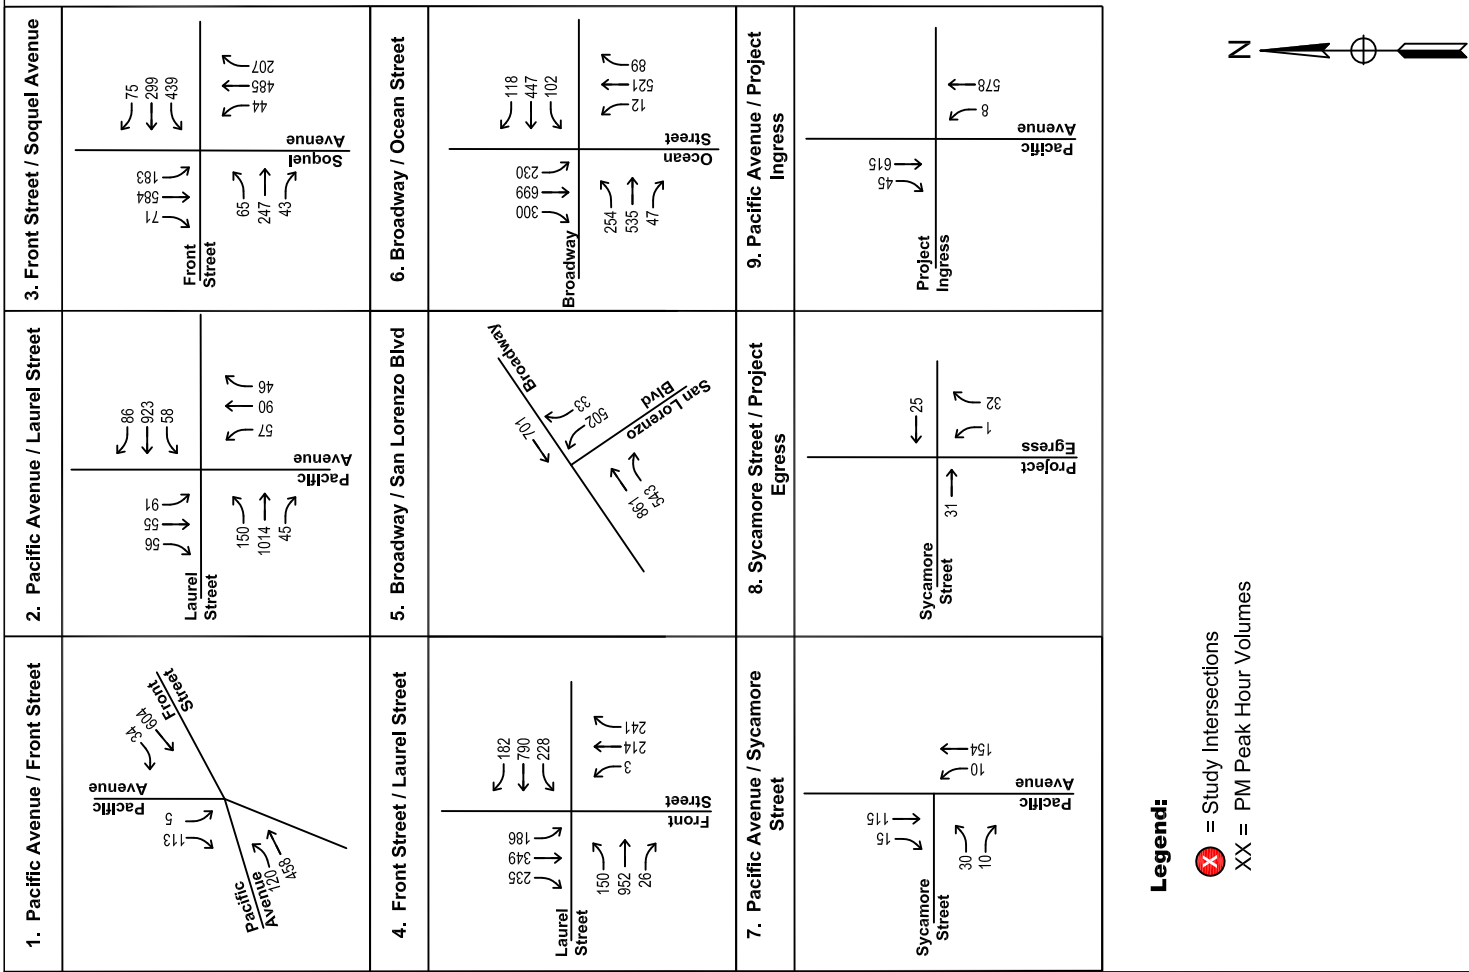 1. Pacific Avenue / Front Street
34
604
Front
Street
Pacific
Avenue
5
113
Pacific
Avenue
120
458
2. Pacific Avenue / Laurel Street
86
923
58
46
90
57
Pacific
Avenue
91
55
56
150
1014
45
Laurel
Street
3. Front Street / Soquel Avenue
75
299
439
207
485
44
Soquel
Avenue
183
584
71
65
247
43
Front
Street
4. Front Street / Laurel Street
182
790
228
241
214
3
Front
Street
186
349
235
150
952
26
Laurel
Street
5. Broadway / San Lorenzo Blvd
Broadway
701
33
502
San Lorenzo
Blvd
861
543
6. Broadway / Ocean Street
118
447
102
89
521
12
Ocean
Street
230
699
300
254
535
47
Broadway
7. Pacific Avenue / Sycamore
Street
154
10
Pacific
Avenue
115
15
30
10
Sycamore
Street
8. Sycamore Street / Project
Egress
25
32
1
Project
Egress
31
Sycamore
Street
9. Pacific Avenue / Project
Ingress
578
8
Pacific
Avenue
615
45
Project
Ingress
Legend:
X = Study Intersections
XX = PM Peak Hour Volumes
N